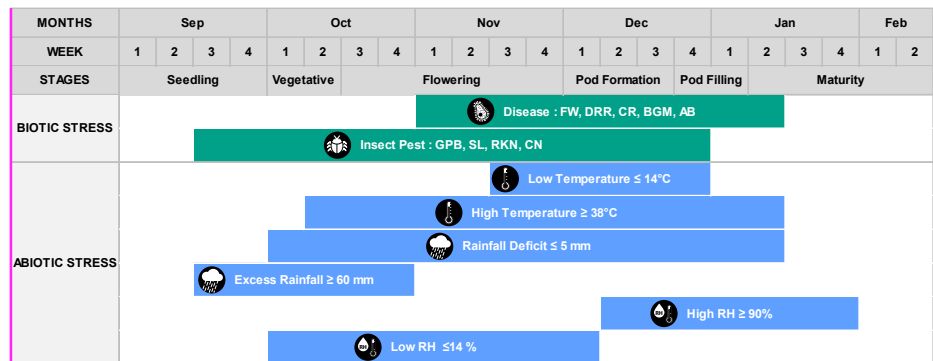 MONTHS Sep Oct Nov Dec Jan Feb
WEEK 1 2 3 4 1 2 3 4 1 2 3 4 1 2 3 4 1 2 3 4 1 2
STAGES Seedling Vegetative Flowering Pod Formation Pod Filling Maturity
BIOTIC STRESS
Disease : FW, DRR, CR, BGM, AB
Insect Pest : GPB, SL, RKN, CN
ABIOTIC STRESS
Low Temperature ≤ 14°C
High Temperature ≥ 38°C
Rainfall Deficit ≤ 5 mm
Excess Rainfall ≥ 60 mm
RH High RH ≥ 90%
RH Low RH ≤14 %